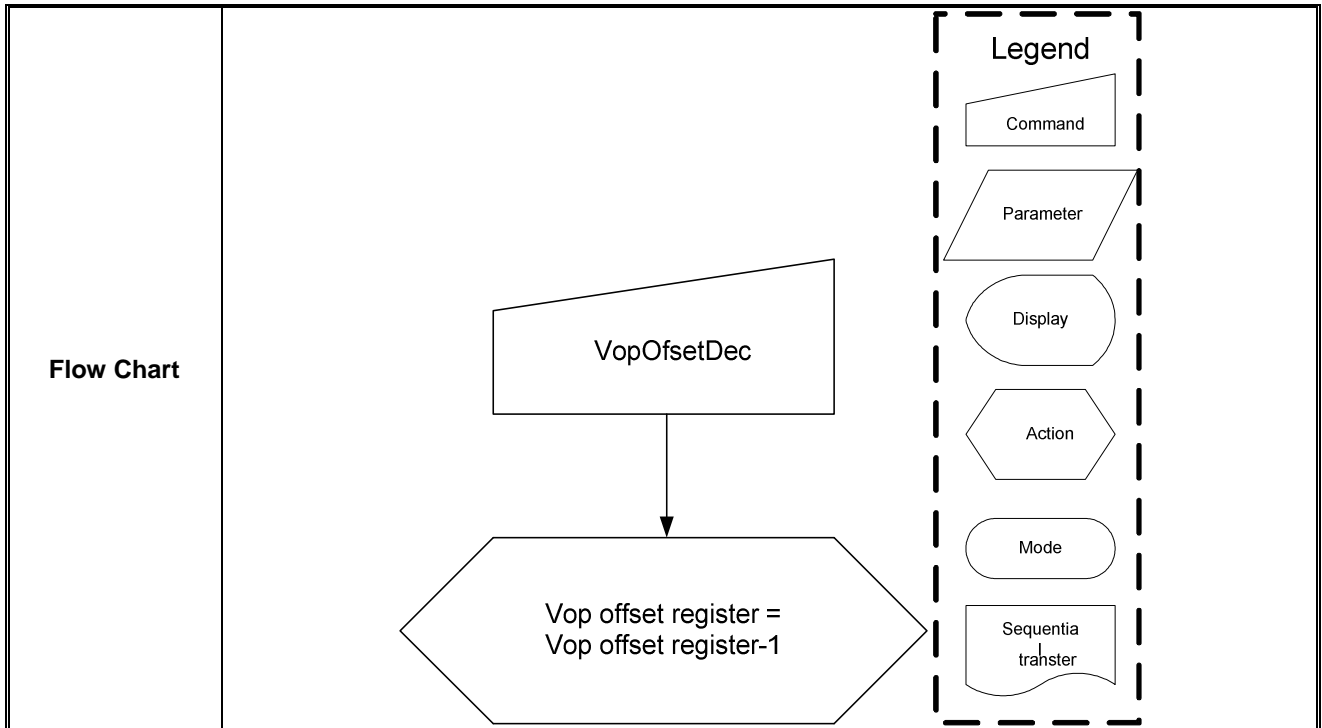 Flow Chart
VopOfsetDec
Vop offset register =
Vop offset register-1
Legend
Command
Parameter
Display
Action
Mode
Sequentia
l
transter